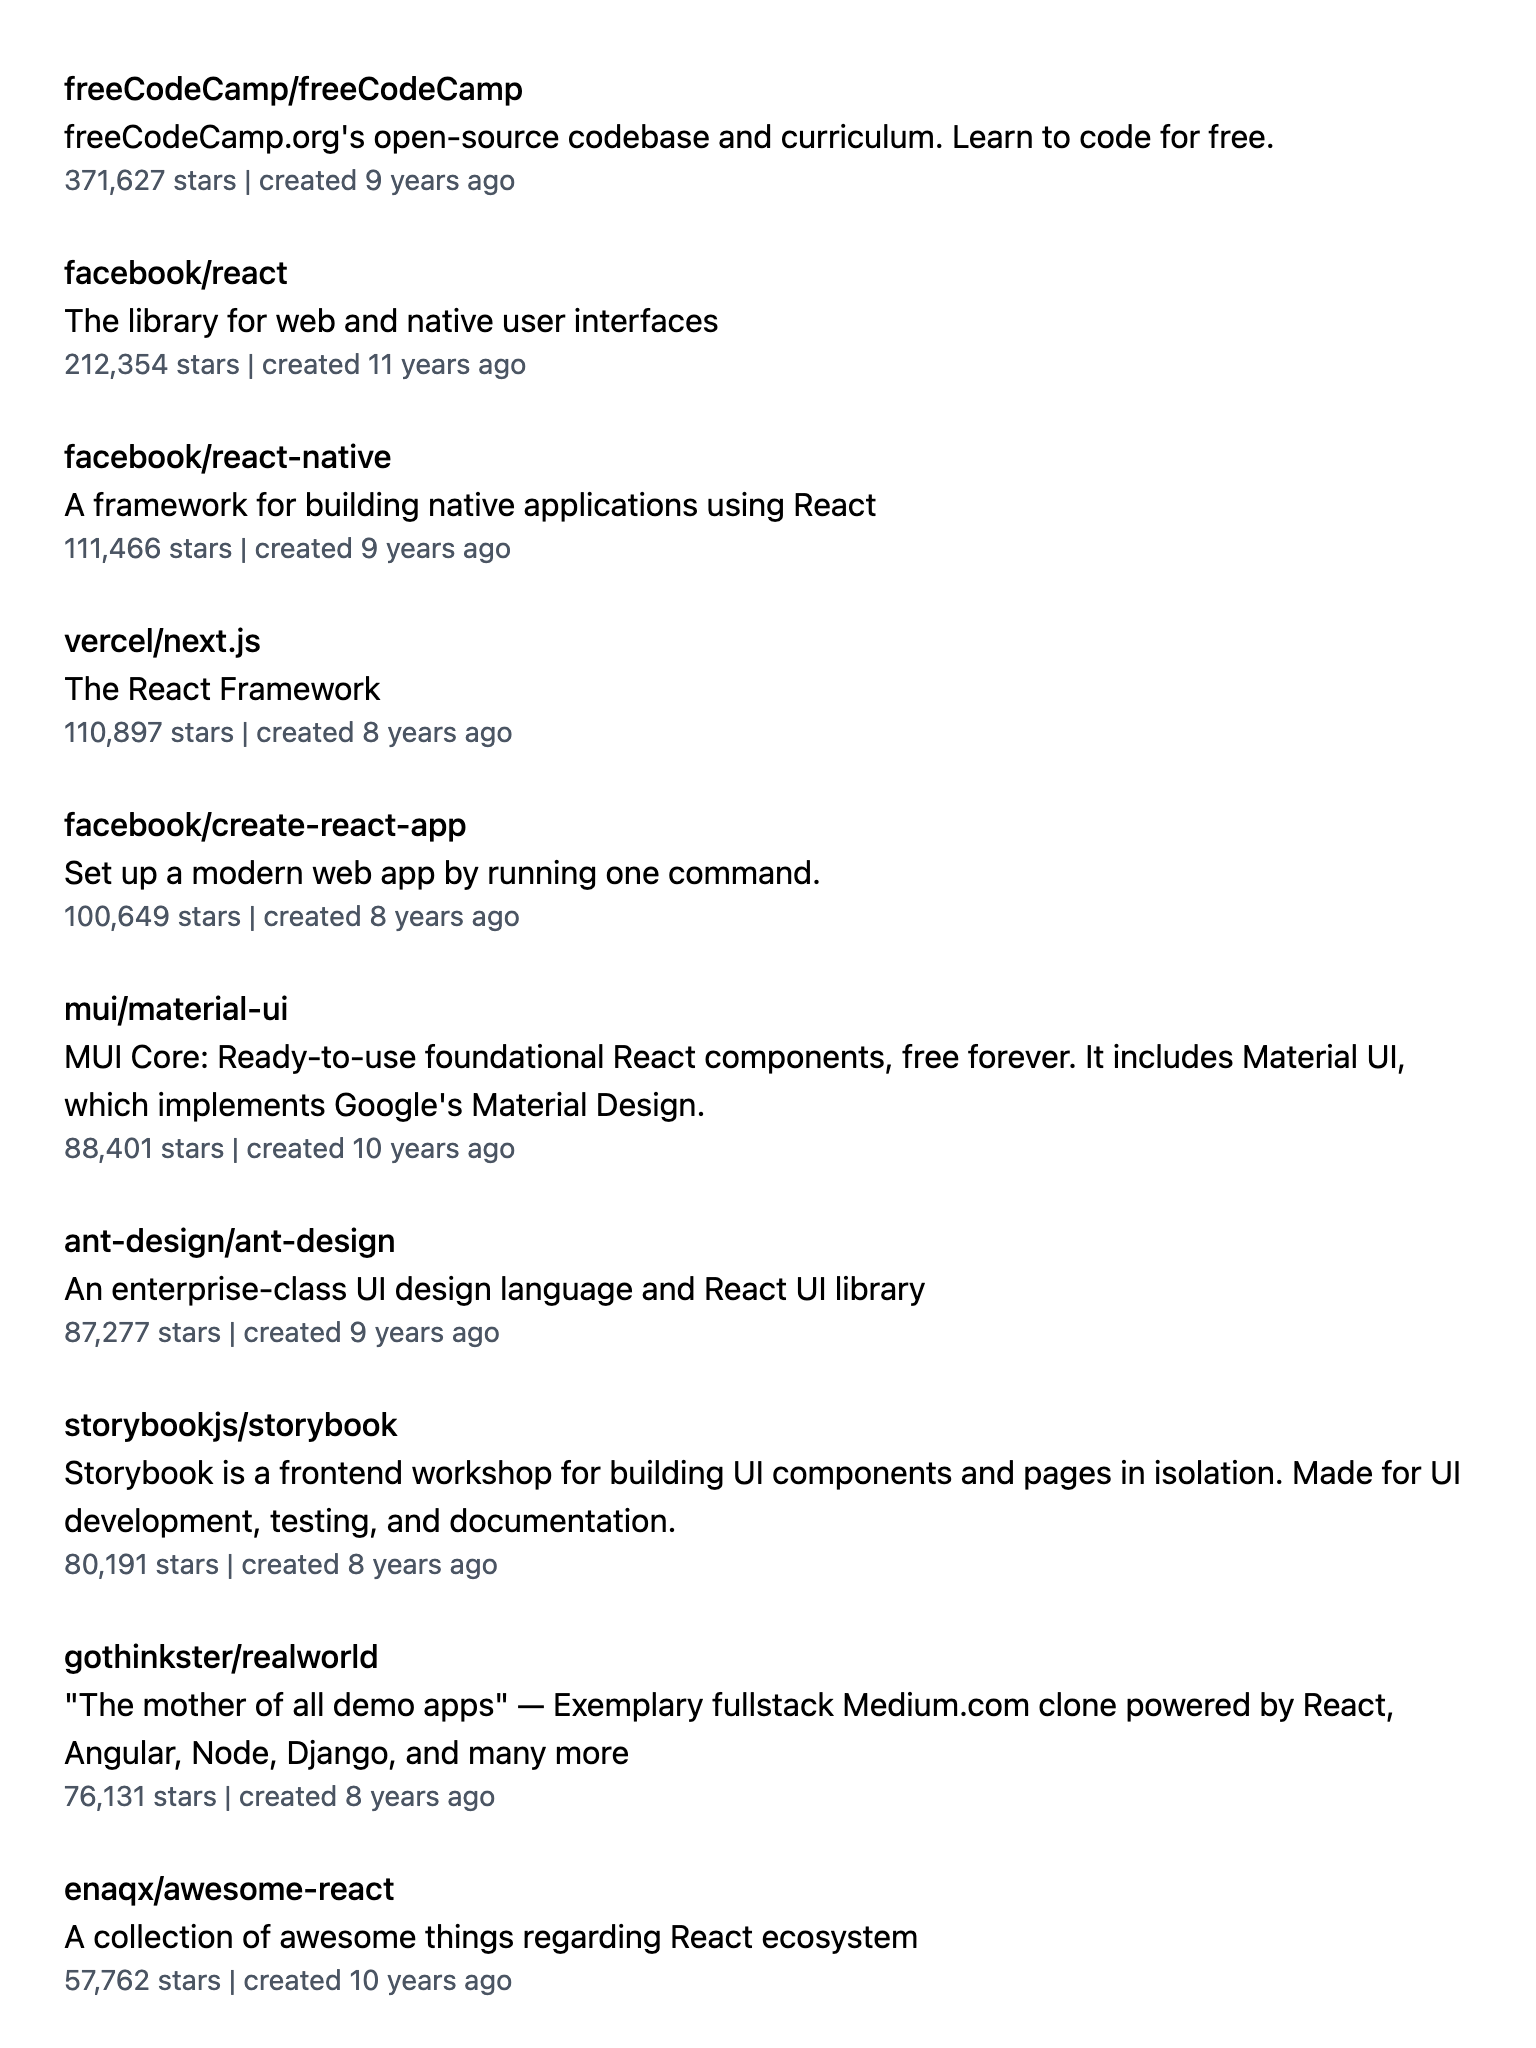 freeCodeCamp/freeCodeCamp
freeCodeCamp.org's open-source codebase and curriculum. Learn to code for free.
371,627 stars | created 9 years ago
facebook/react
The library for web and native user interfaces
212,354 stars | created 11 years ago
facebook/react-native
A framework for building native applications using React
111,466 stars | created 9 years ago
vercel/next.js
The React Framework
110,897 stars | created 8 years ago
facebook/create-react-app
Set up a modern web app by running one command.
100,649 stars | created 8 years ago
mui/material-ui
MUI Core: Ready-to-use foundational React components, free forever. It includes Material UI,
which implements Google's Material Design.
88,401 stars | created 10 years ago
ant-design/ant-design
An enterprise-class UI design language and React UI library
87,277 stars | created 9 years ago
storybookjs/storybook
Storybook is a frontend workshop for building UI components and pages in isolation. Made for UI
development, testing, and documentation.
80,191 stars | created 8 years ago
gothinkster/realworld
"The mother of all demo apps" — Exemplary fullstack Medium.com clone powered by React,
Angular, Node, Django, and many more
76,131 stars | created 8 years ago
enaqx/awesome-react
A collection of awesome things regarding React ecosystem
57,762 stars | created 10 years ago